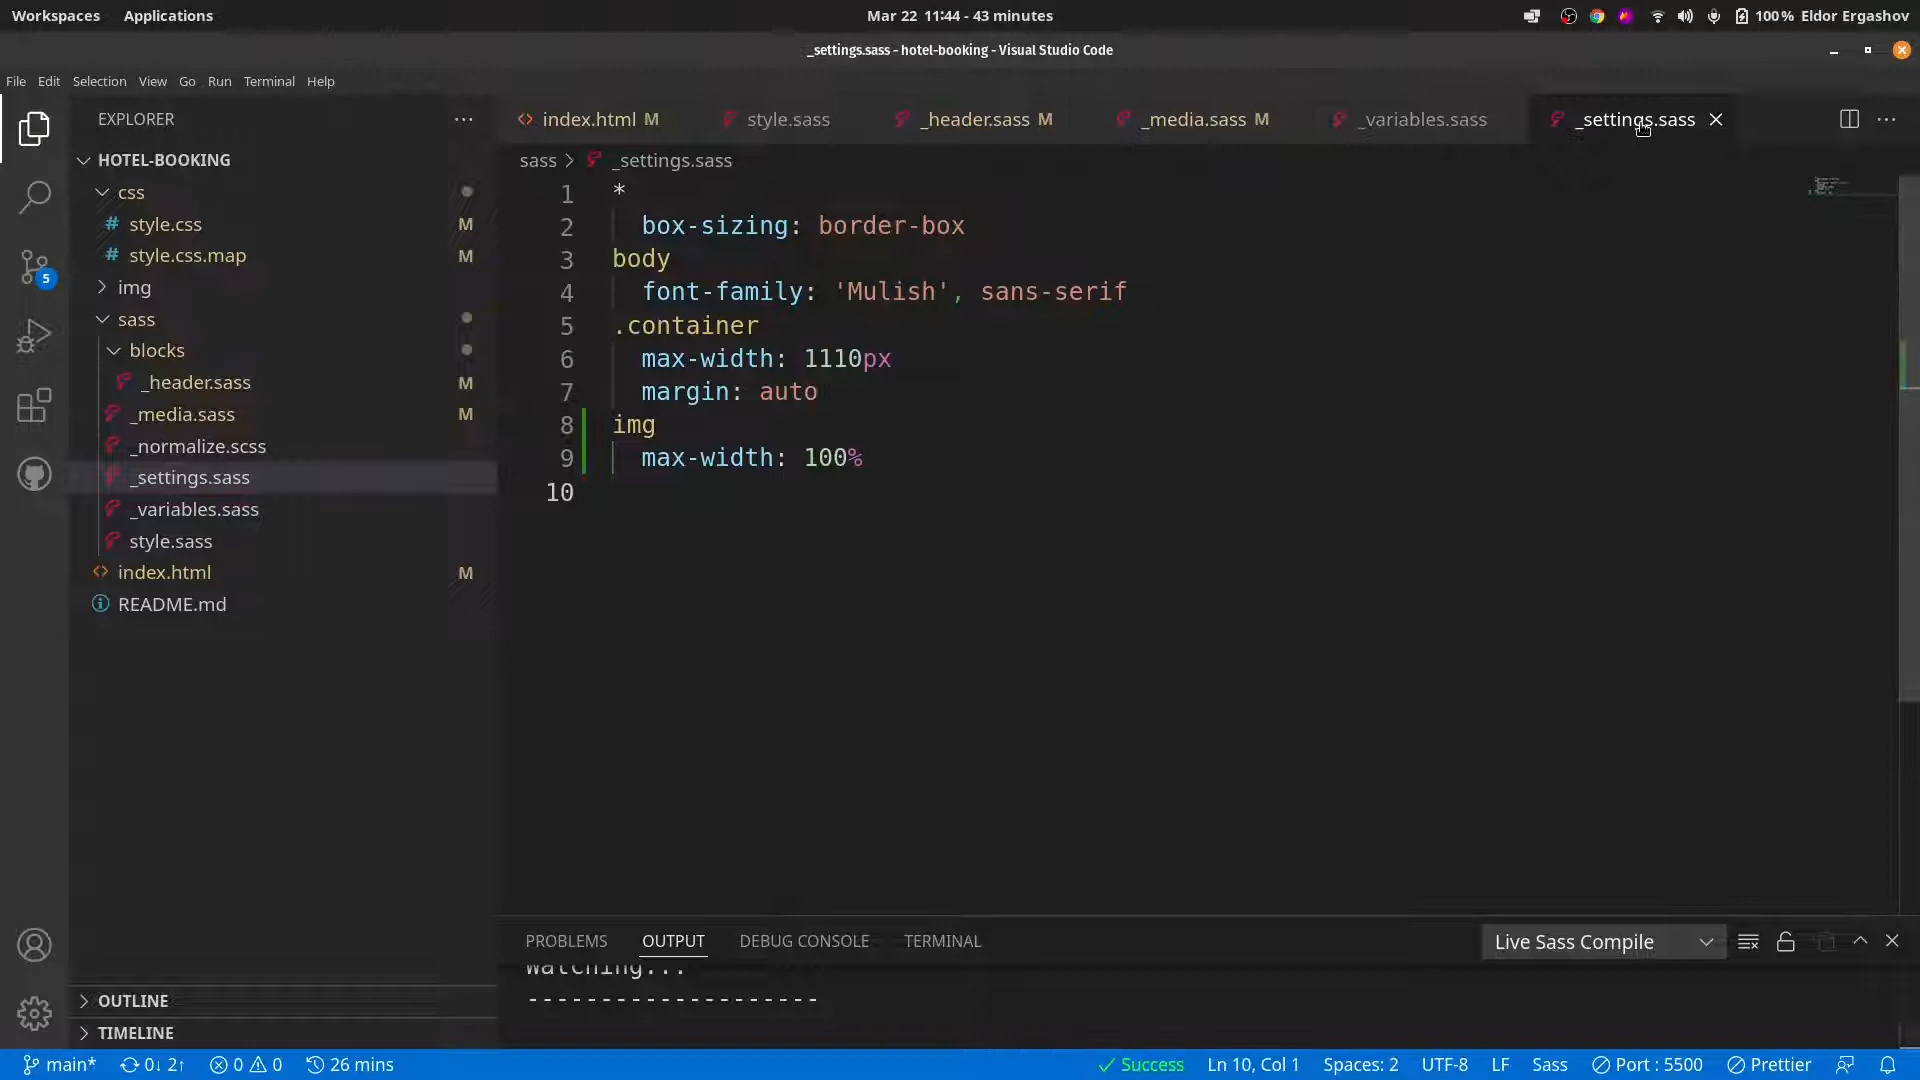 Workspaces Applications Mar 22 11:44 - 43 minutes 100% Eldor Ergashov
_settings.sass - hotel-booking - Visual Studio Code
File Edit Selection View Go Run Terminal Help
EXPLORER
HOTEL-BOOKING
css
# style.css M
# style.css.map M
5
img
sass
blocks
_header.sass M
_media.sass M
_normalize.scss
_settings.sass
_variables.sass
style.sass
<> index.html M
README.md
OUTLINE
TIMELINE
<> index.html M style.sass _header.sass M _media.sass M _variables.sass _settings.sass
sass > _settings.sass
1 *
2 box-sizing: border-box
3 body
4 font-family: 'Mulish', sans-serif
5 .container
6 max-width: 1110px
7 margin: auto
8 img
9 max-width: 100%
10
PROBLEMS OUTPUT DEBUG CONSOLE TERMINAL Live Sass Compile
Watching...
--------------------
main* 0↓ 2↑ 0 0 26 mins Success Ln 10, Col 1 Spaces: 2 UTF-8 LF Sass Port : 5500 Prettier